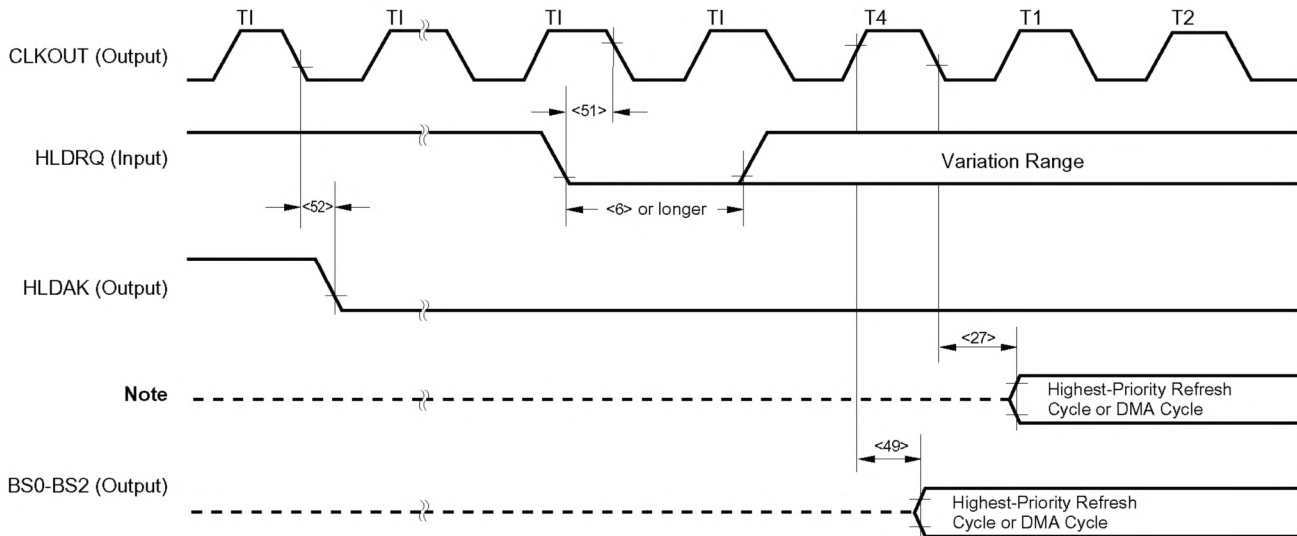 TI TI TI TI T4 T1 T2
CLKOUT (Output)
<51>
HLDRQ (Input)
Variation Range
<52>
<6> or longer
HLDAK (Output)
<27>
Note
Highest-Priority Refresh
Cycle or DMA Cycle
<49>
BS0-BS2 (Output)
Highest-Priority Refresh
Cycle or DMA Cycle